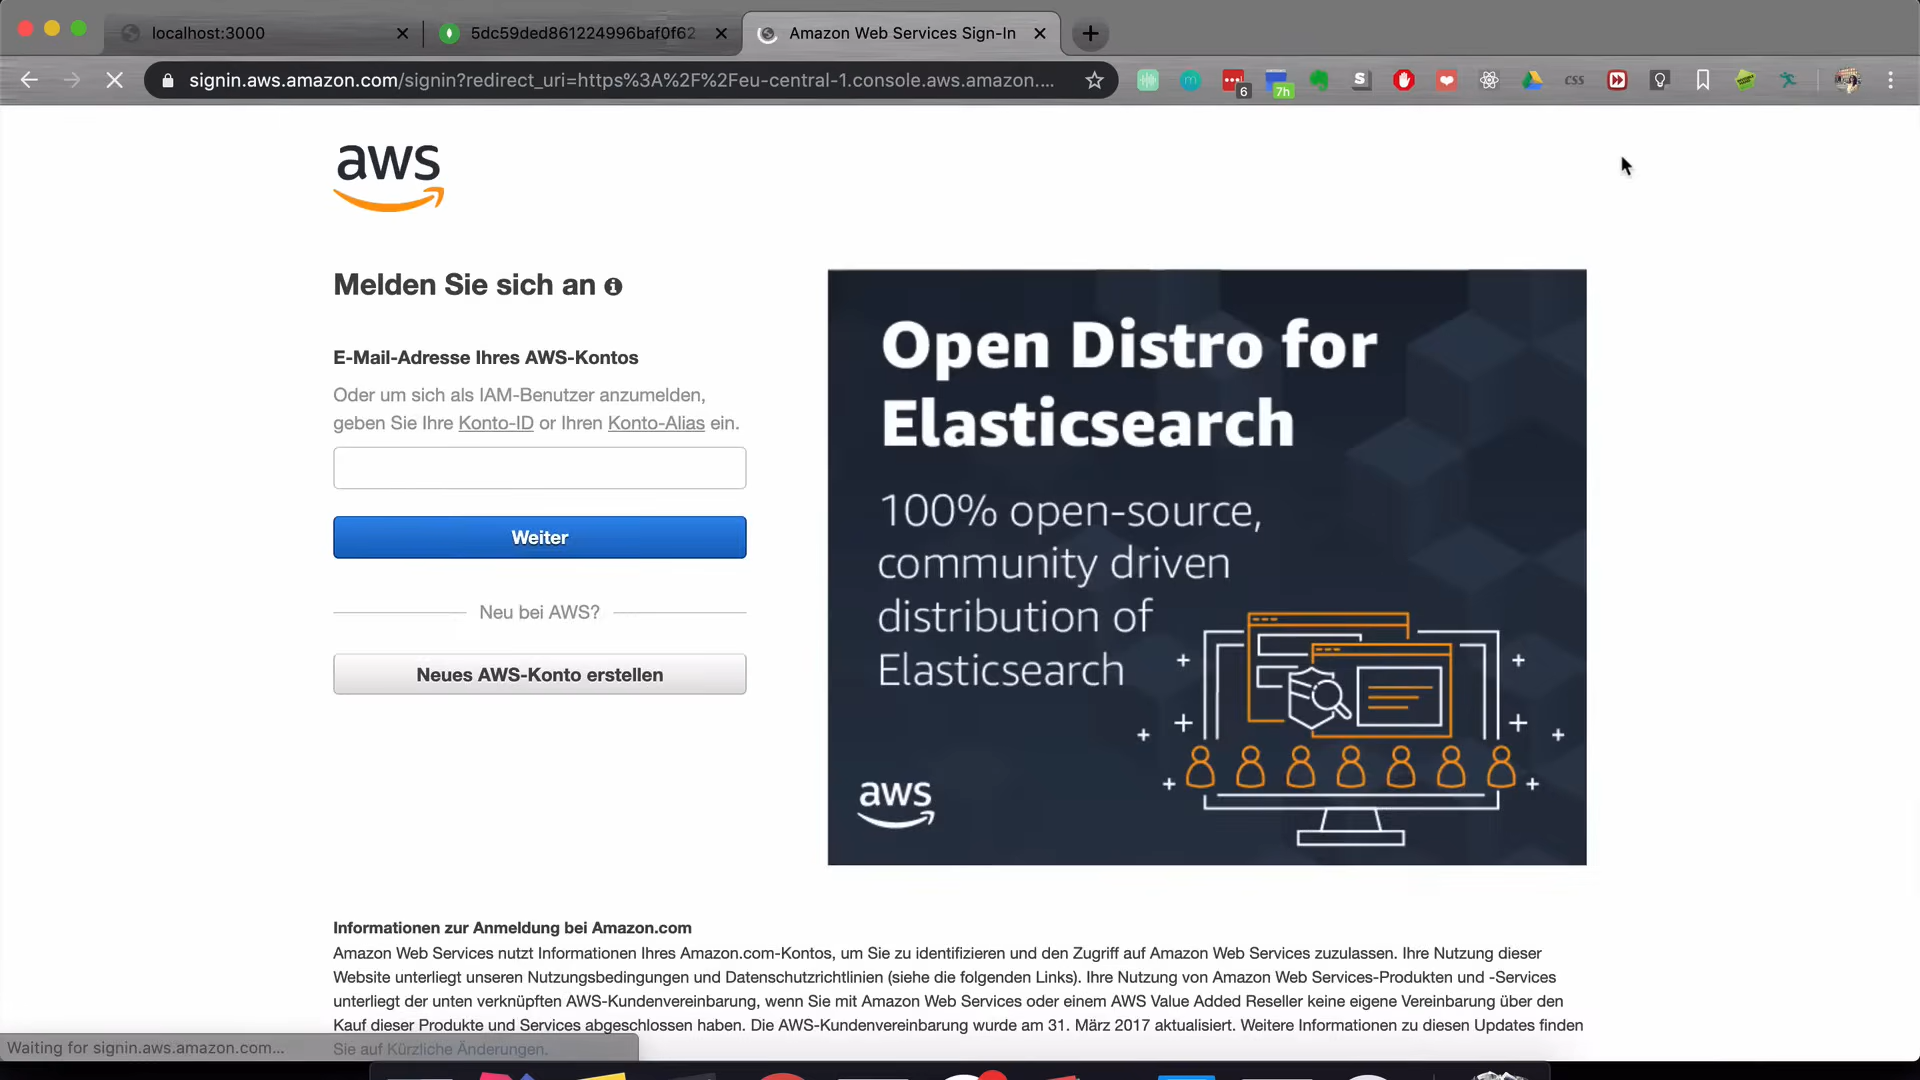 localhost:3000
5dc59ded861224996baf0f62
Amazon Web Services Sign-In
signin.aws.amazon.com/signin?redirect_uri=https%3A%2F%2Feu-central-1.console.aws.amazon....
6
7h
S
m
css
aws
Melden Sie sich an
E-Mail-Adresse Ihres AWS-Kontos
Oder um sich als IAM-Benutzer anzumelden,
geben Sie Ihre Konto-ID or Ihren Konto-Alias ein.
Weiter
Neu bei AWS?
Neues AWS-Konto erstellen
Open Distro for
Elasticsearch
100% open-source,
community driven
distribution of
Elasticsearch
aws
Informationen zur Anmeldung bei Amazon.com
Amazon Web Services nutzt Informationen Ihres Amazon.com-Kontos, um Sie zu identifizieren und den Zugriff auf Amazon Web Services zuzulassen. Ihre Nutzung dieser
Website unterliegt unseren Nutzungsbedingungen und Datenschutzrichtlinien (siehe die folgenden Links). Ihre Nutzung von Amazon Web Services-Produkten und -Services
unterliegt der unten verknüpften AWS-Kundenvereinbarung, wenn Sie mit Amazon Web Services oder einem AWS Value Added Reseller keine eigene Vereinbarung über den
Kauf dieser Produkte und Services abgeschlossen haben. Die AWS-Kundenvereinbarung wurde am 31. März 2017 aktualisiert. Weitere Informationen zu diesen Updates finden
Sie auf Kürzliche Änderungen.
Waiting for signin.aws.amazon.com...